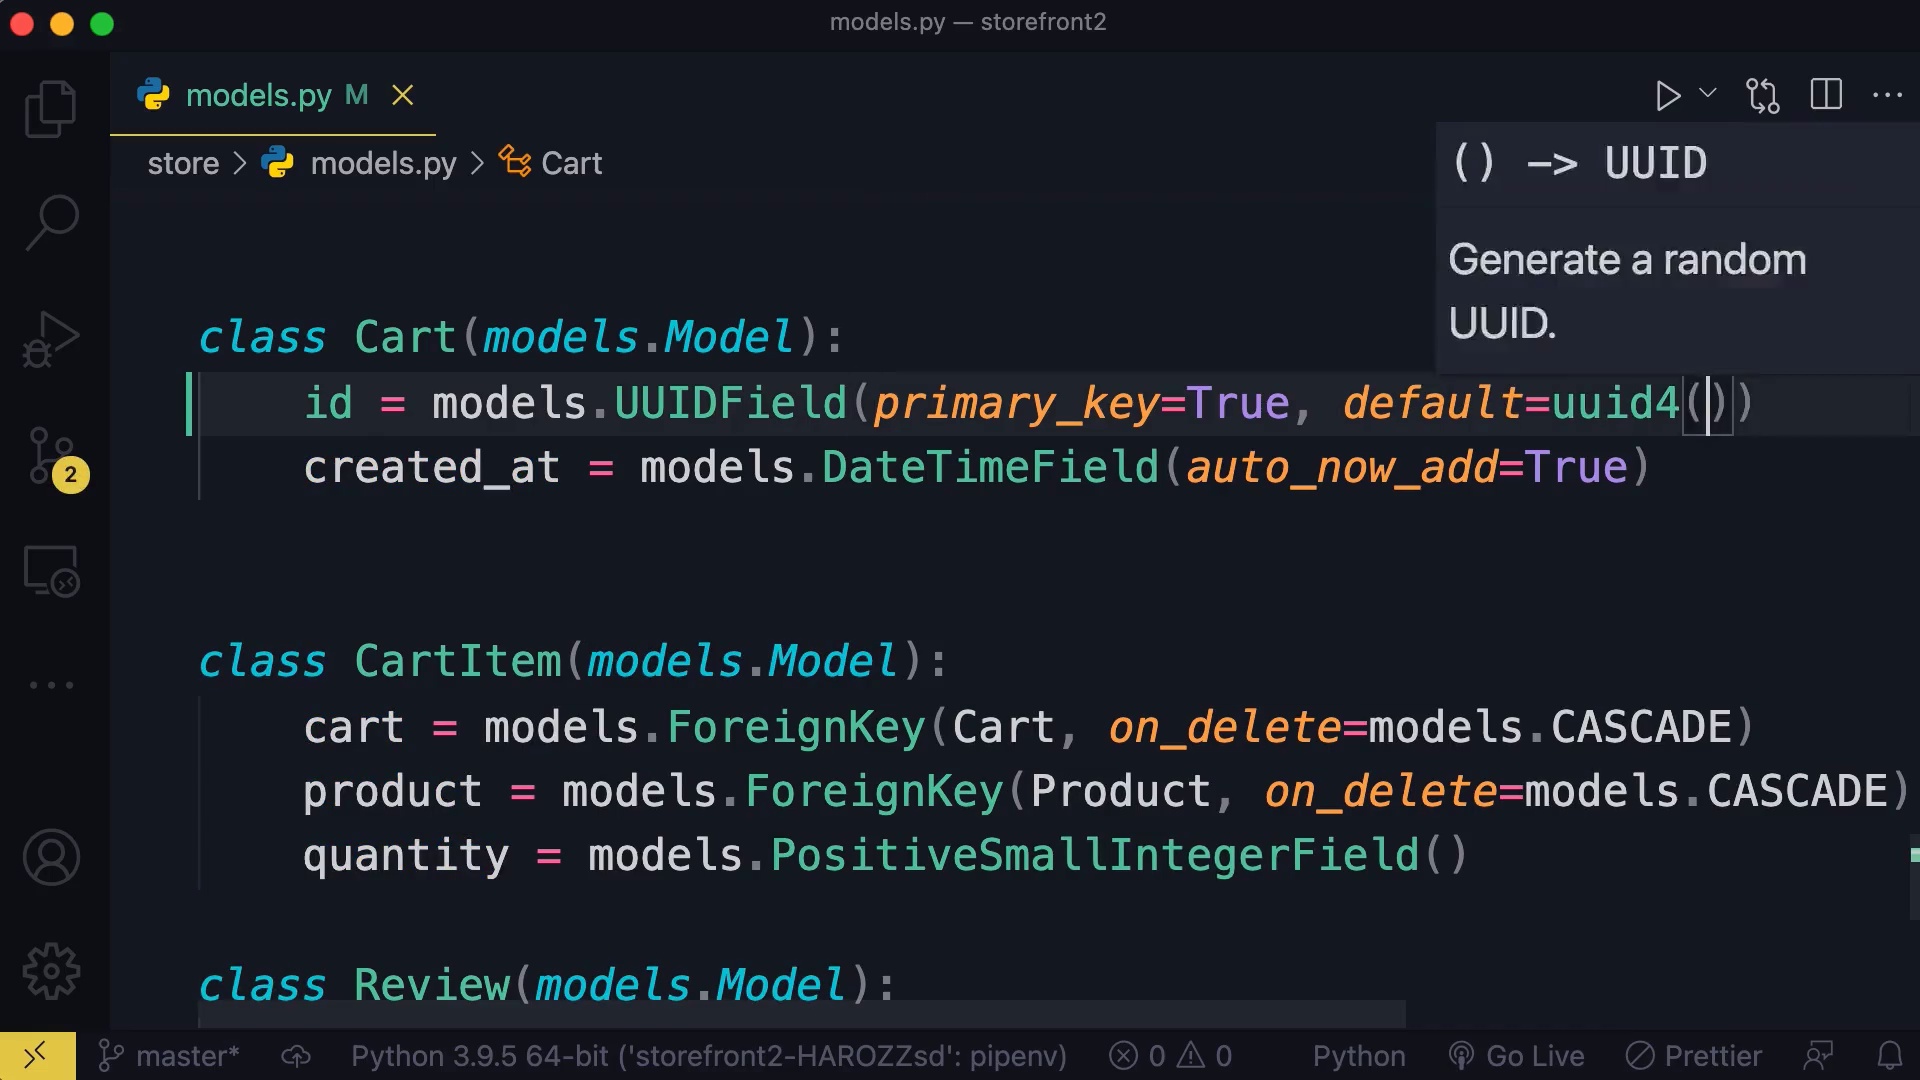 models.py — storefront2
models.py M
store > models.py > Cart
() —> UUID
Generate a random
UUID.
class Cart(models.Model):
id = models.UUIDField(primary_key=True, default=uuid4())
created_at = models.DateTimeField(auto_now_add=True)
class CartItem(models.Model):
cart = models.ForeignKey(Cart, on_delete=models.CASCADE)
product = models.ForeignKey(Product, on_delete=models.CASCADE)
quantity = models.PositiveSmallIntegerField()
class Review(models.Model):
2
master* Python 3.9.5 64-bit ('storefront2-HAROZZsd': pipenv) 0 0 Python Go Live Prettier